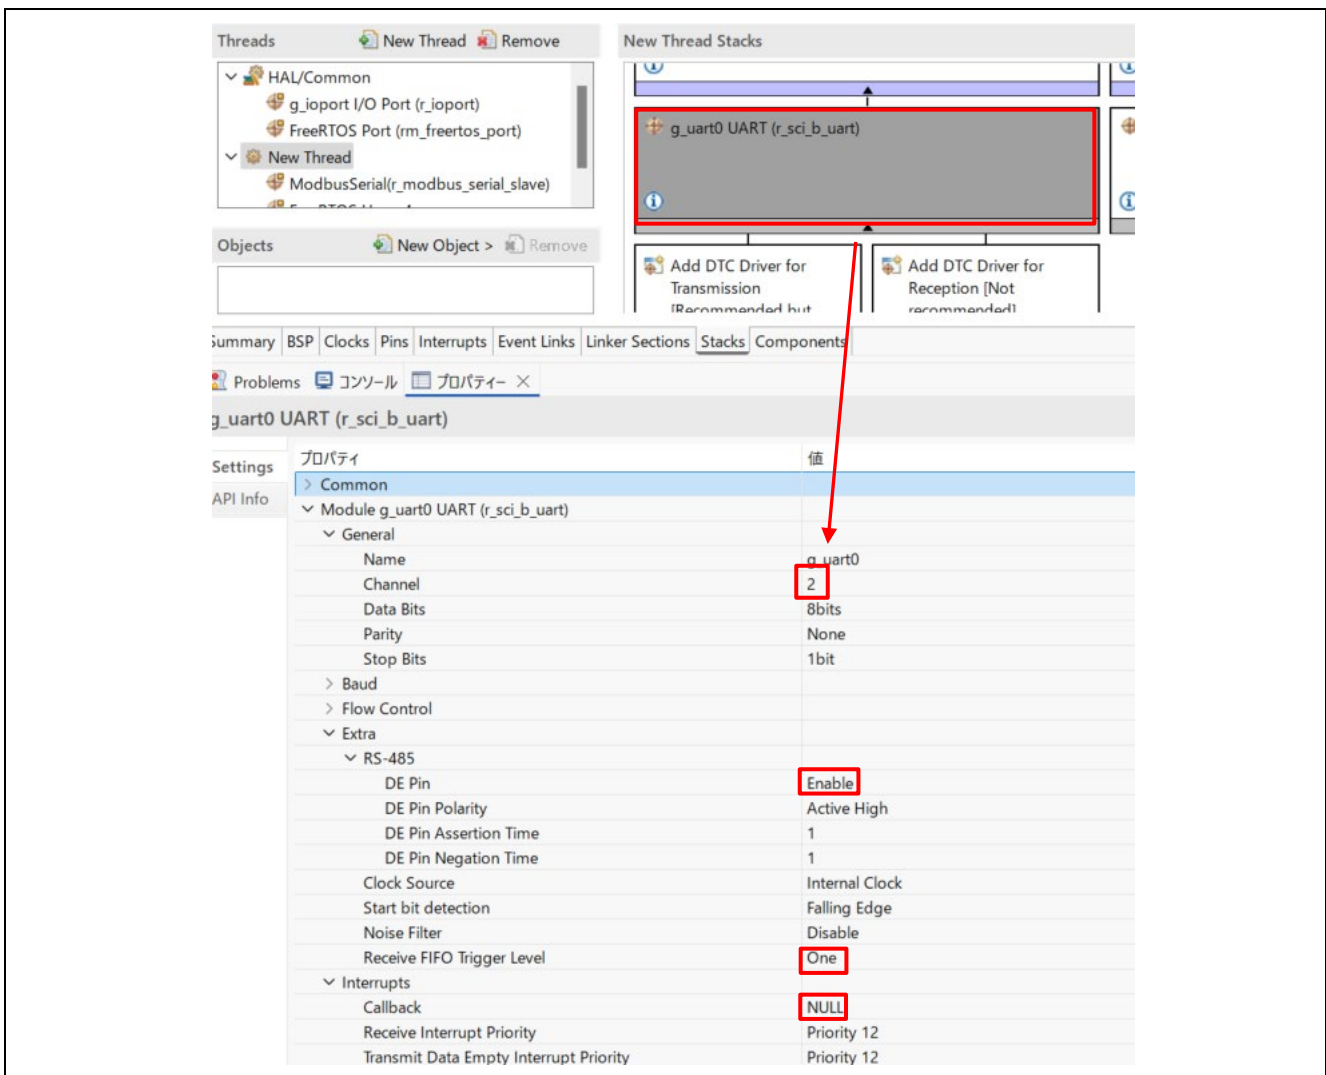 Threads New Thread Remove New Thread Stacks
HAL/Common
g_ioport I/O Port (r_ioport)
FreeRTOS Port (rm_freertos_port)
New Thread
ModbusSerial(r_modbus_serial_slave)
g_uart0 UART (r_sci_b_uart)
Objects New Object > Remove
Add DTC Driver for
Transmission
[Recommended but
Add DTC Driver for
Reception [Not
recommended]
Summary BSP Clocks Pins Interrupts Event Links Linker Sections Stacks Components
Problems コンソール プロパティー
g_uart0 UART (r_sci_b_uart)
Settings
API Info
プロパティ 値
Common
Module g_uart0 UART (r_sci_b_uart)
General
Name g_uart0
Channel 2
Data Bits 8bits
Parity None
Stop Bits 1bit
Baud
Flow Control
Extra
RS-485
DE Pin Enable
DE Pin Polarity Active High
DE Pin Assertion Time 1
DE Pin Negation Time 1
Clock Source Internal Clock
Start bit detection Falling Edge
Noise Filter Disable
Receive FIFO Trigger Level One
Interrupts
Callback NULL
Receive Interrupt Priority Priority 12
Transmit Data Empty Interrupt Priority Priority 12